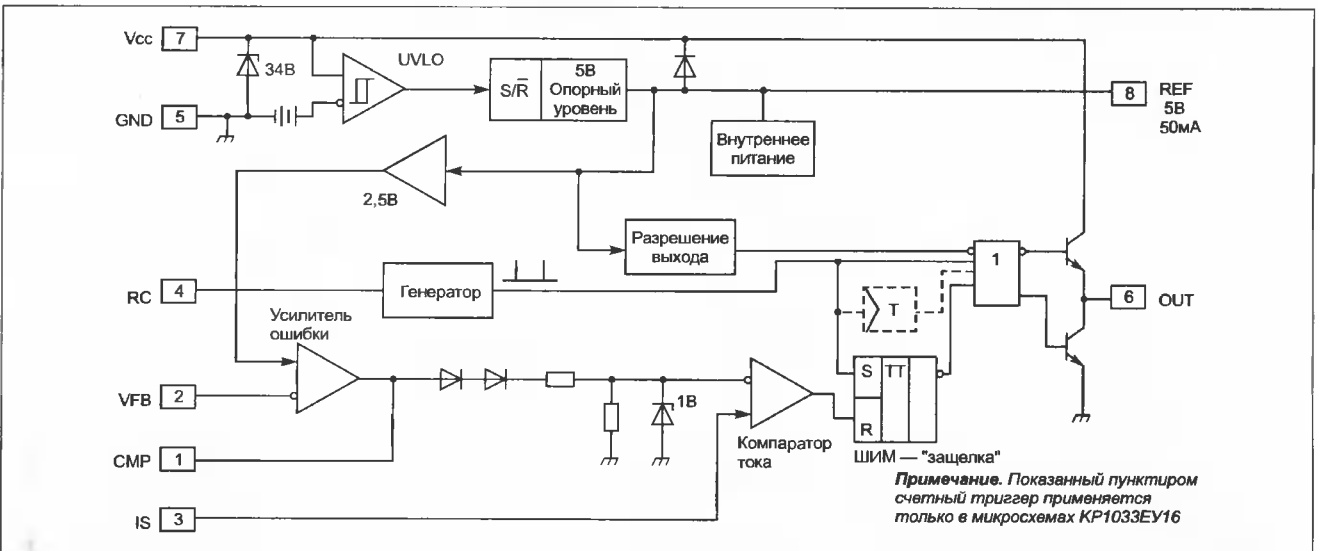 Vcc 7
34В
UVLO
S/R̅
5В
Опорный
уровень
8 REF
5В
50мА
GND 5
Внутреннее
питание
2,5В
Разрешение
выхода
1
RC 4
Генератор
T
6 OUT
Усилитель
ошибки
VFB 2
1В
S TT
R
Компаратор
тока
CMP 1
ШИМ — "защелка"
IS 3
Примечание. Показанный пунктиром
счетный триггер применяется
только в микросхемах КР1033ЕУ16